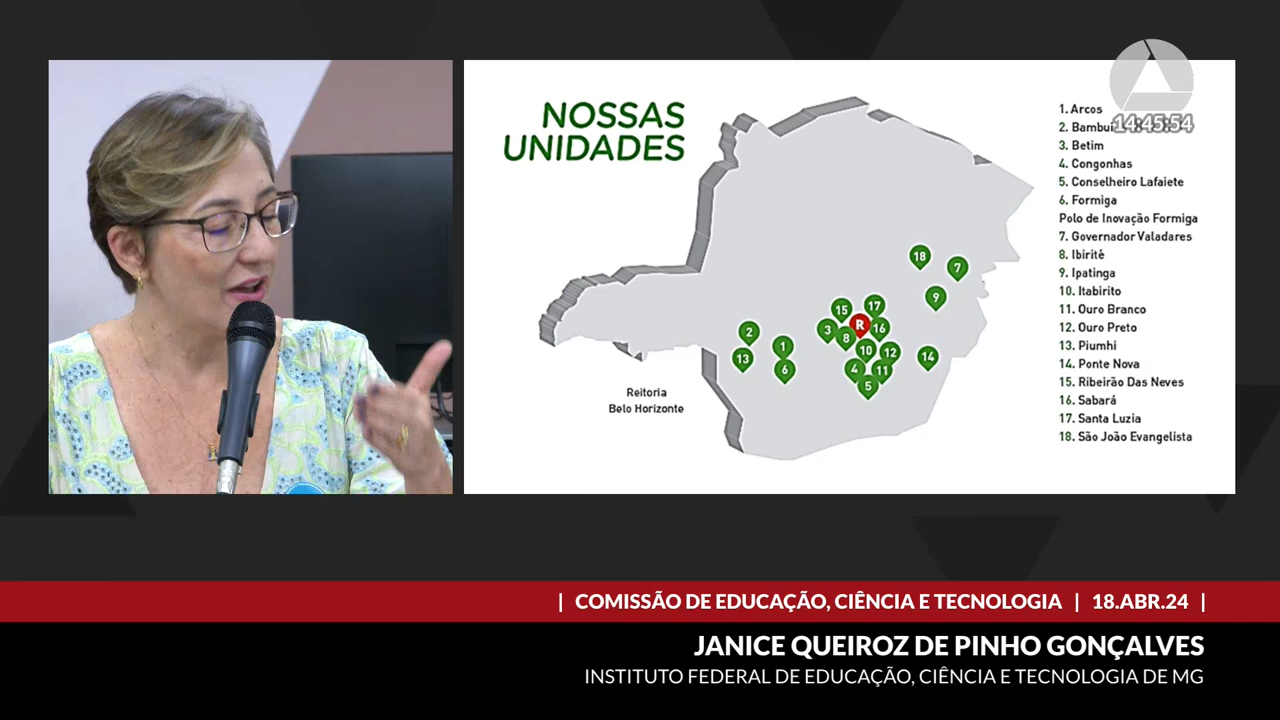 NOSSAS
UNIDADES
14:45:54
1. Arcos
2. Bambuí
3. Betim
4. Congonhas
5. Conselheiro Lafaiete
6. Formiga
Polo de Inovação Formiga
7. Governador Valadares
8. Ibirité
9. Ipatinga
10. Itabirito
11. Ouro Branco
12. Ouro Preto
13. Piumhi
14. Ponte Nova
15. Ribeirão Das Neves
16. Sabará
17. Santa Luzia
18. São João Evangelista
18
7
9
15
17
R
3
8
16
2
1
13
6
10
12
14
4
11
5
Reitoria
Belo Horizonte
| COMISSÃO DE EDUCAÇÃO, CIÊNCIA E TECNOLOGIA | 18.ABR.24 |
JANICE QUEIROZ DE PINHO GONÇALVES
INSTITUTO FEDERAL DE EDUCAÇÃO, CIÊNCIA E TECNOLOGIA DE MG